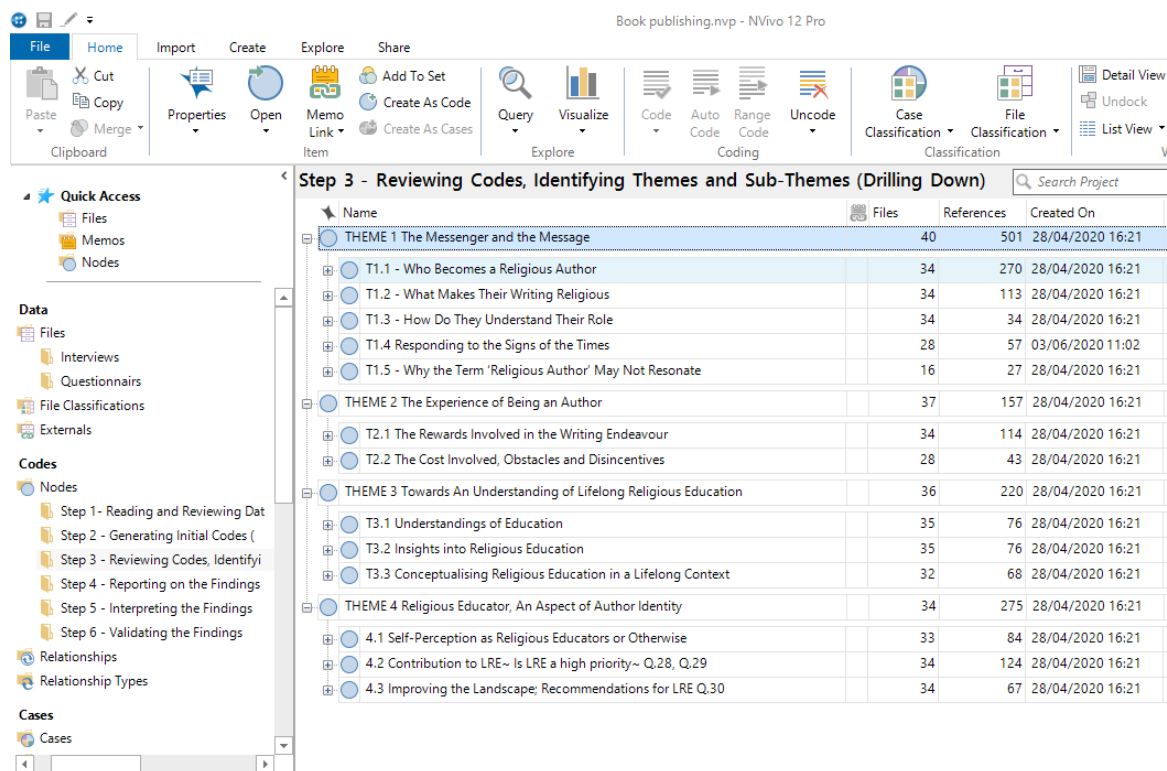 Book publishing.nvp - NVivo 12 Pro
File Home Import Create Explore Share
Paste
Cut
Copy
Merge
Clipboard
Properties
Open
Memo
Link
Add To Set
Create As Code
Create As Cases
Item
Query
Visualize
Explore
Code
Auto
Code
Range
Code
Uncode
Coding
Case
Classification
File
Classification
Classification
Detail View
Undock
List View
Quick Access
Files
Memos
Nodes
Data
Files
Interviews
Questionnairs
File Classifications
Externals
Codes
Nodes
Step 1- Reading and Reviewing Dat
Step 2 - Generating Initial Codes (
Step 3 - Reviewing Codes, Identifyi
Step 4 - Reporting on the Findings
Step 5 - Interpreting the Findings
Step 6 - Validating the Findings
Relationships
Relationship Types
Cases
Cases
Step 3 - Reviewing Codes, Identifying Themes and Sub-Themes (Drilling Down)
Search Project
Name Files References Created On
THEME 1 The Messenger and the Message 40 501 28/04/2020 16:21
T1.1 - Who Becomes a Religious Author 34 270 28/04/2020 16:21
T1.2 - What Makes Their Writing Religious 34 113 28/04/2020 16:21
T1.3 - How Do They Understand Their Role 34 34 28/04/2020 16:21
T1.4 Responding to the Signs of the Times 28 57 03/06/2020 11:02
T1.5 - Why the Term ‘Religious Author’ May Not Resonate 16 27 28/04/2020 16:21
THEME 2 The Experience of Being an Author 37 157 28/04/2020 16:21
T2.1 The Rewards Involved in the Writing Endeavour 34 114 28/04/2020 16:21
T2.2 The Cost Involved, Obstacles and Disincentives 28 43 28/04/2020 16:21
THEME 3 Towards An Understanding of Lifelong Religious Education 36 220 28/04/2020 16:21
T3.1 Understandings of Education 35 76 28/04/2020 16:21
T3.2 Insights into Religious Education 35 76 28/04/2020 16:21
T3.3 Conceptualising Religious Education in a Lifelong Context 32 68 28/04/2020 16:21
THEME 4 Religious Educator, An Aspect of Author Identity 34 275 28/04/2020 16:21
4.1 Self-Perception as Religious Educators or Otherwise 33 84 28/04/2020 16:21
4.2 Contribution to LRE~ Is LRE a high priority~ Q.28, Q.29 34 124 28/04/2020 16:21
4.3 Improving the Landscape; Recommendations for LRE Q.30 34 67 28/04/2020 16:21